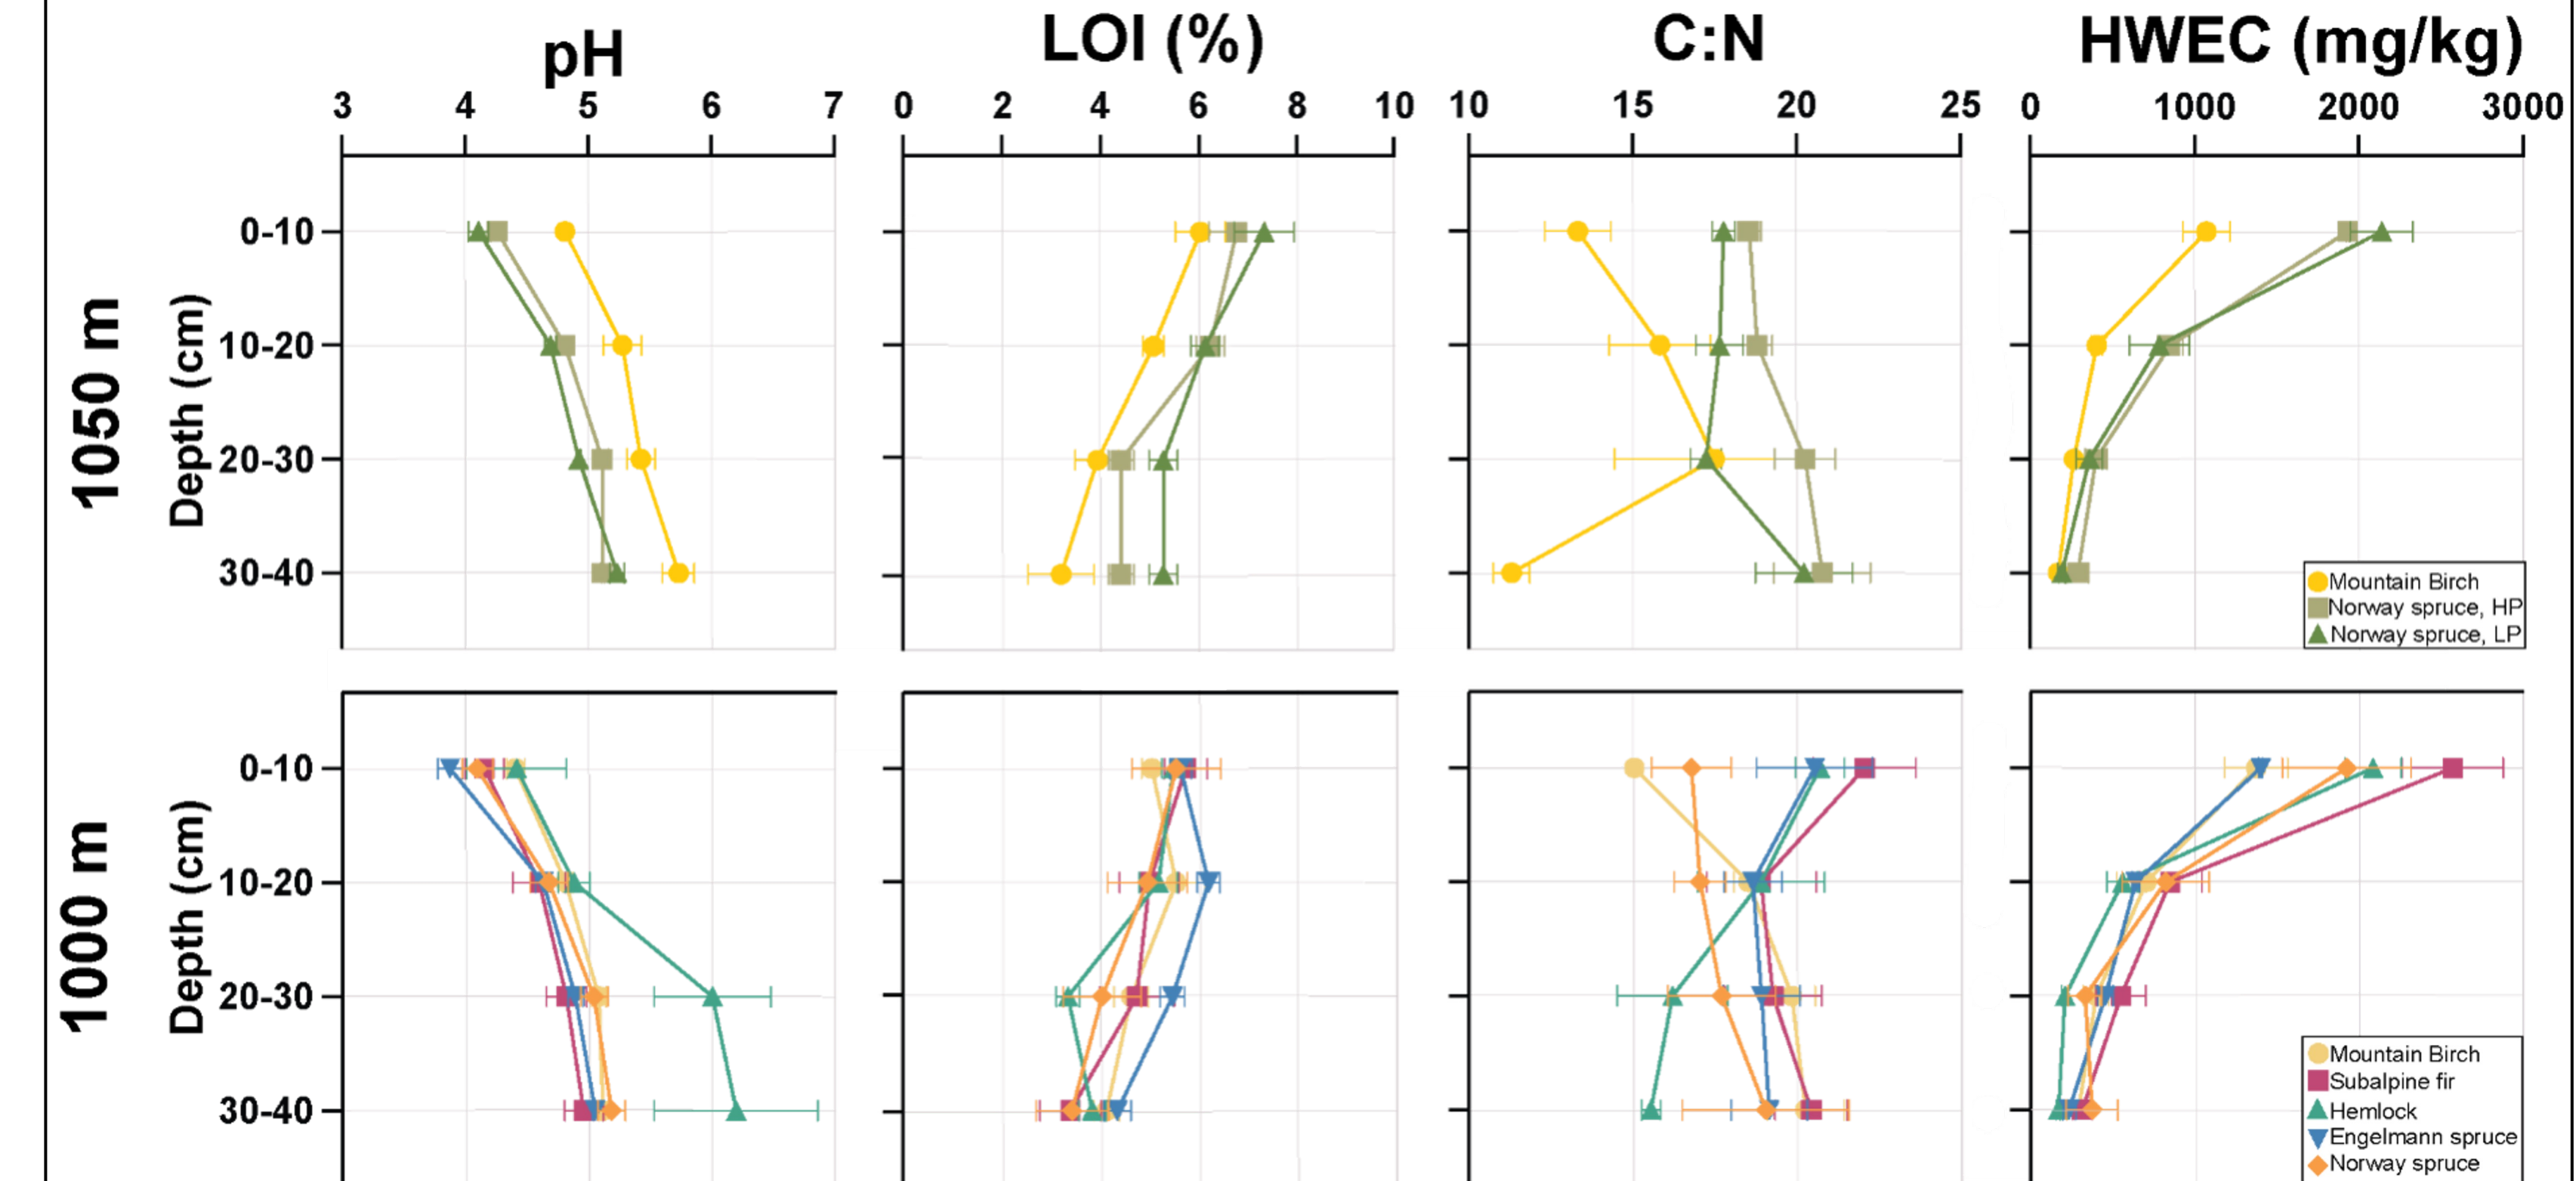 pH LOI (%) C:N HWEC (mg/kg)
3 4 5 6 7 0 2 4 6 8 10 10 15 20 25 0 1000 2000 3000
1050 m
Depth (cm)
0-10
10-20
20-30
30-40
Mountain Birch
Norway spruce, HP
Norway spruce, LP
1000 m
Depth (cm)
0-10
10-20
20-30
30-40
Mountain Birch
Subalpine fir
Hemlock
Engelmann spruce
Norway spruce